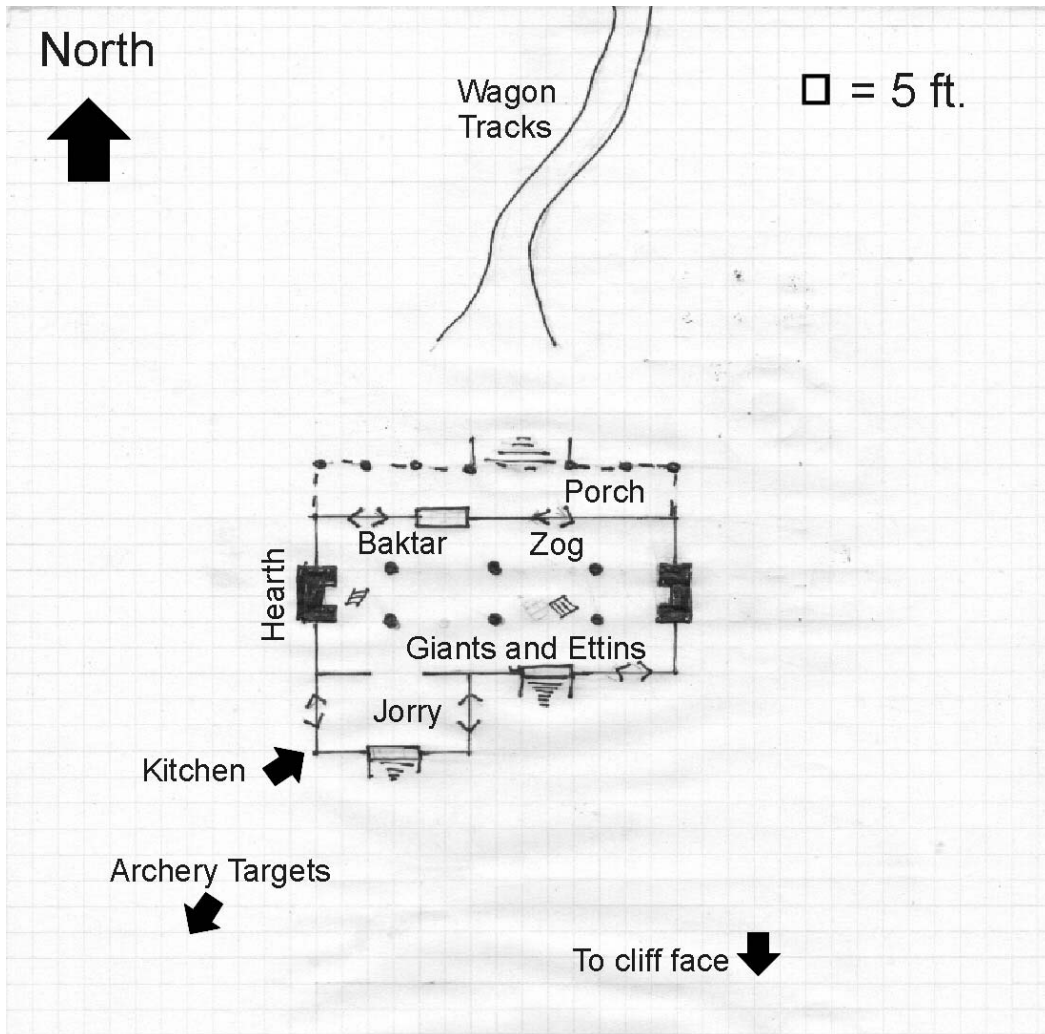 North
Wagon
Tracks
□ = 5 ft.
Porch
Baktar
Zog
Hearth
Giants and Ettins
Jorry
Kitchen
Archery Targets
To cliff face